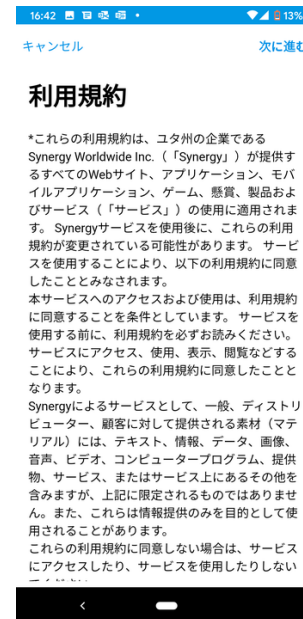 16:42 13%
キャンセル 次に進む
利用規約
*これらの利用規約は、ユタ州の企業である
Synergy Worldwide Inc.（「Synergy」）が提供す
るすべてのWebサイト、アプリケーション、モバ
イルアプリケーション、ゲーム、懸賞、製品およ
びサービス（「サービス」）の使用に適用されま
す。 Synergyサービスを使用後に、これらの利用
規約が変更されている可能性があります。 サービ
スを使用することにより、以下の利用規約に同意
したこととみなされます。
本サービスへのアクセスおよび使用は、利用規約
に同意することを条件としています。 サービスを
使用する前に、利用規約を必ずお読みください。
サービスにアクセス、使用、表示、閲覧などする
ことにより、これらの利用規約に同意したことと
なります。
Synergyによるサービスとして、一般、ディストリ
ビューター、顧客に対して提供される素材（マテ
リアル）には、テキスト、情報、データ、画像、
音声、ビデオ、コンピュータープログラム、提供
物、サービス、またはサービス上にあるその他を
含みますが、上記に限定されるものではありませ
ん。また、これらは情報提供のみを目的として使
用されることがあります。
これらの利用規約に同意しない場合は、サービス
にアクセスしたり、サービスを使用したりしない